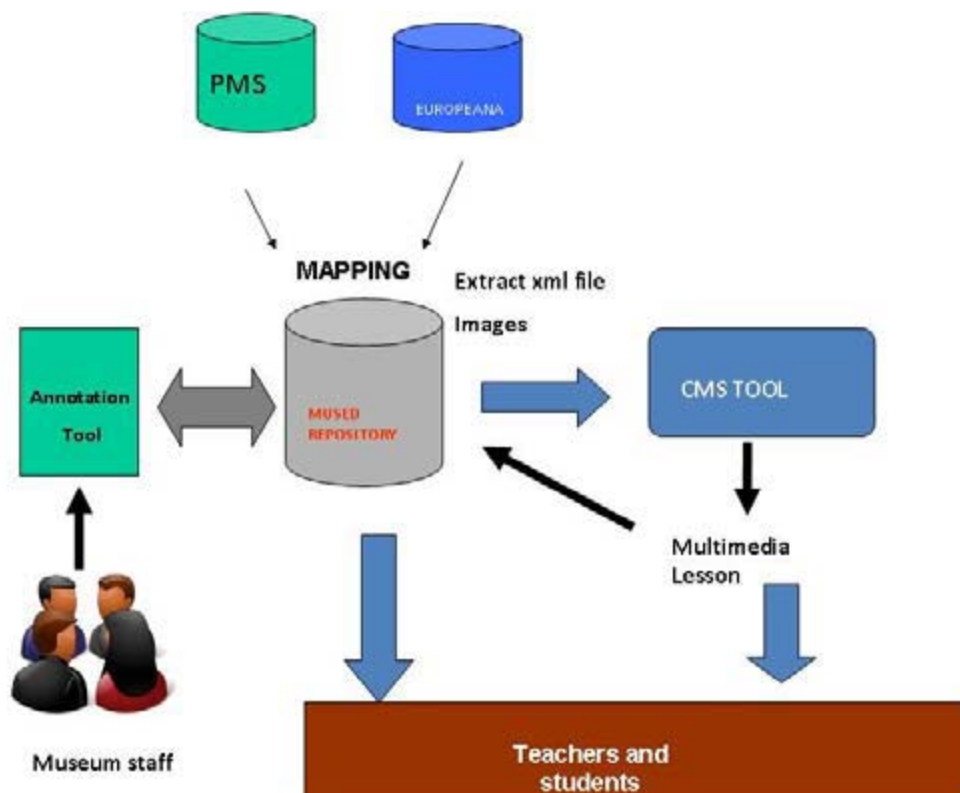 PMS
EUROPEANA
MAPPING
Extract xml file
Images
Annotation
Tool
MUSED
REPOSITORY
CMS TOOL
Multimedia
Lesson
Museum staff
Teachers and
students